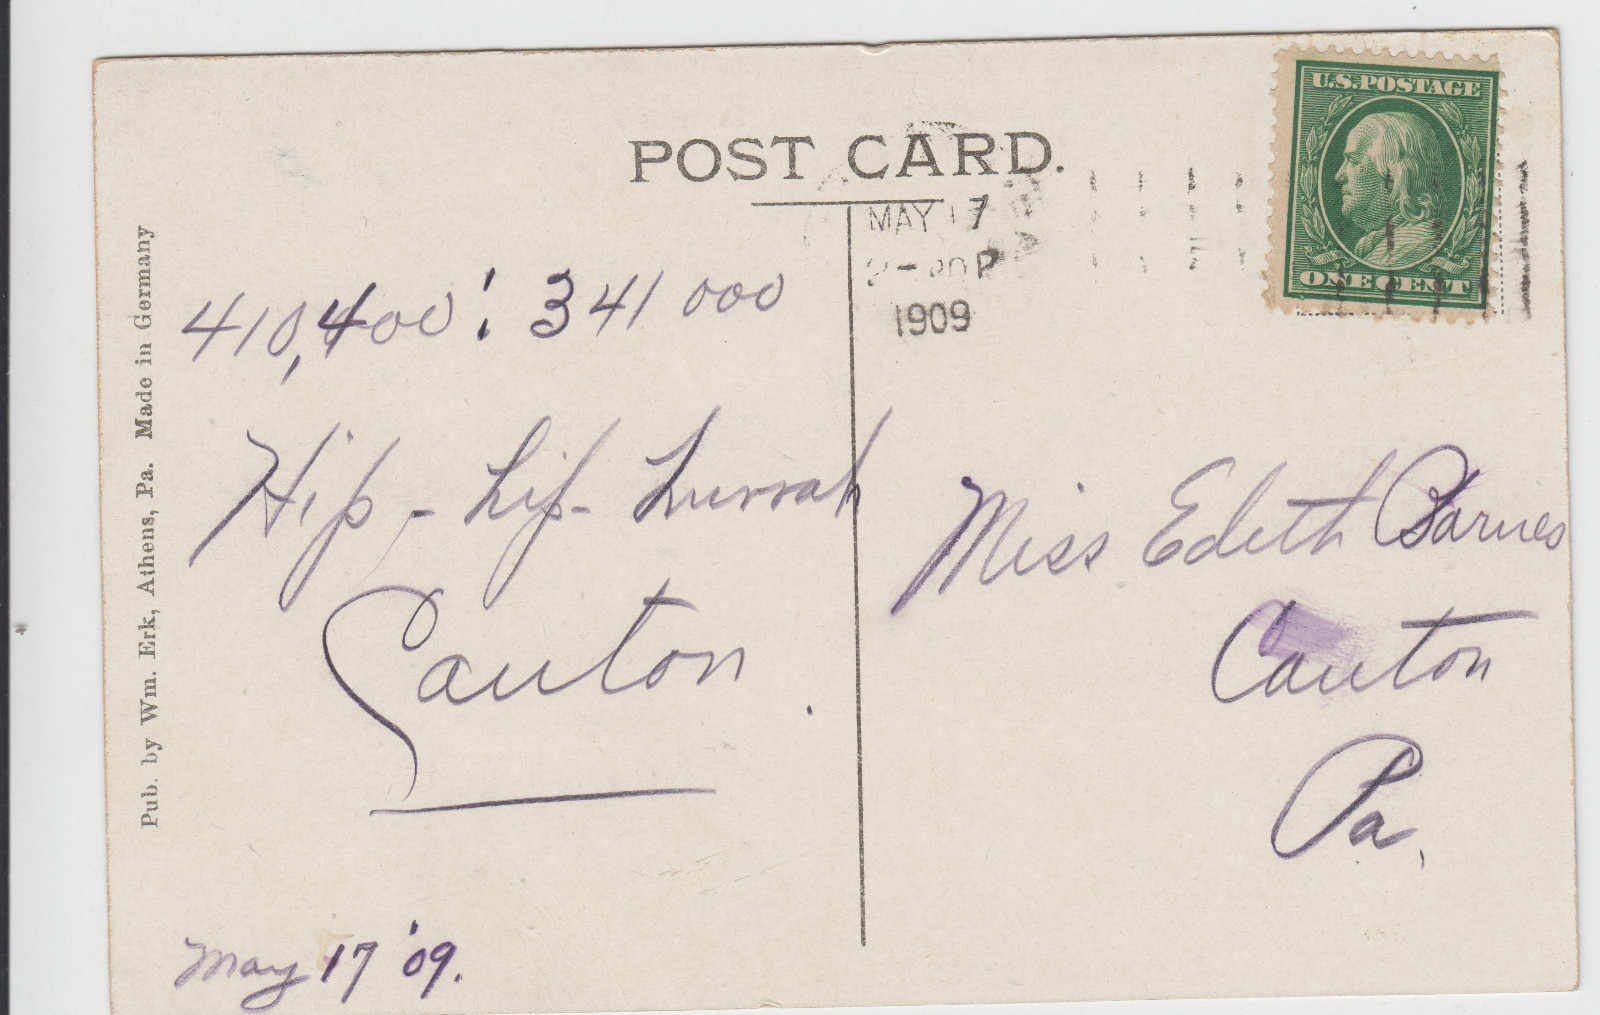 POST CARD.
U.S.POSTAGE
ONE CENT
MAY 17
1909
410,400 : 341 000
Hip - hip - hurrah
Canton
May 17 '09.
Miss Edith Barnes
Canton
Pa.
Pub. by Wm. Erk, Athens, Pa. Made in Germany